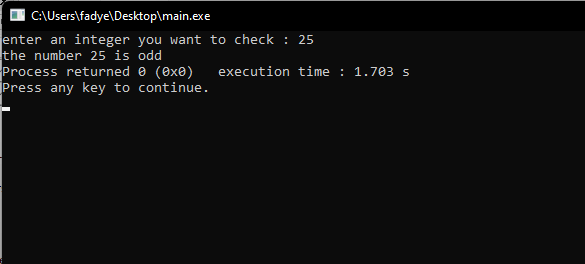 C:\Users\fadye\Desktop\main.exe
enter an integer you want to check : 25
the number 25 is odd
Process returned 0 (0x0)   execution time : 1.703 s
Press any key to continue.